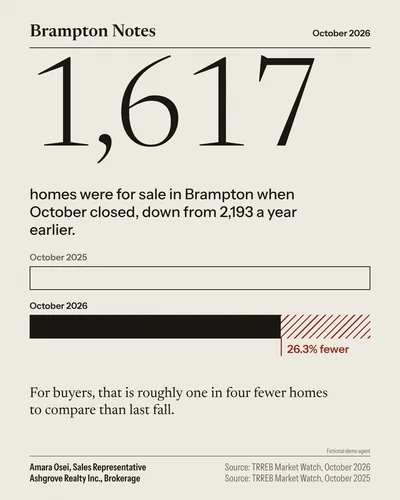 Brampton Notes
October 2026
1,617
homes were for sale in Brampton when
October closed, down from 2,193 a year
earlier.
October 2025
October 2026
26.3% fewer
For buyers, that is roughly one in four fewer homes
to compare than last fall.
Fictional demo agent
Amara Osei, Sales Representative
Ashgrove Realty Inc., Brokerage
Source: TRREB Market Watch, October 2026
Source: TRREB Market Watch, October 2025